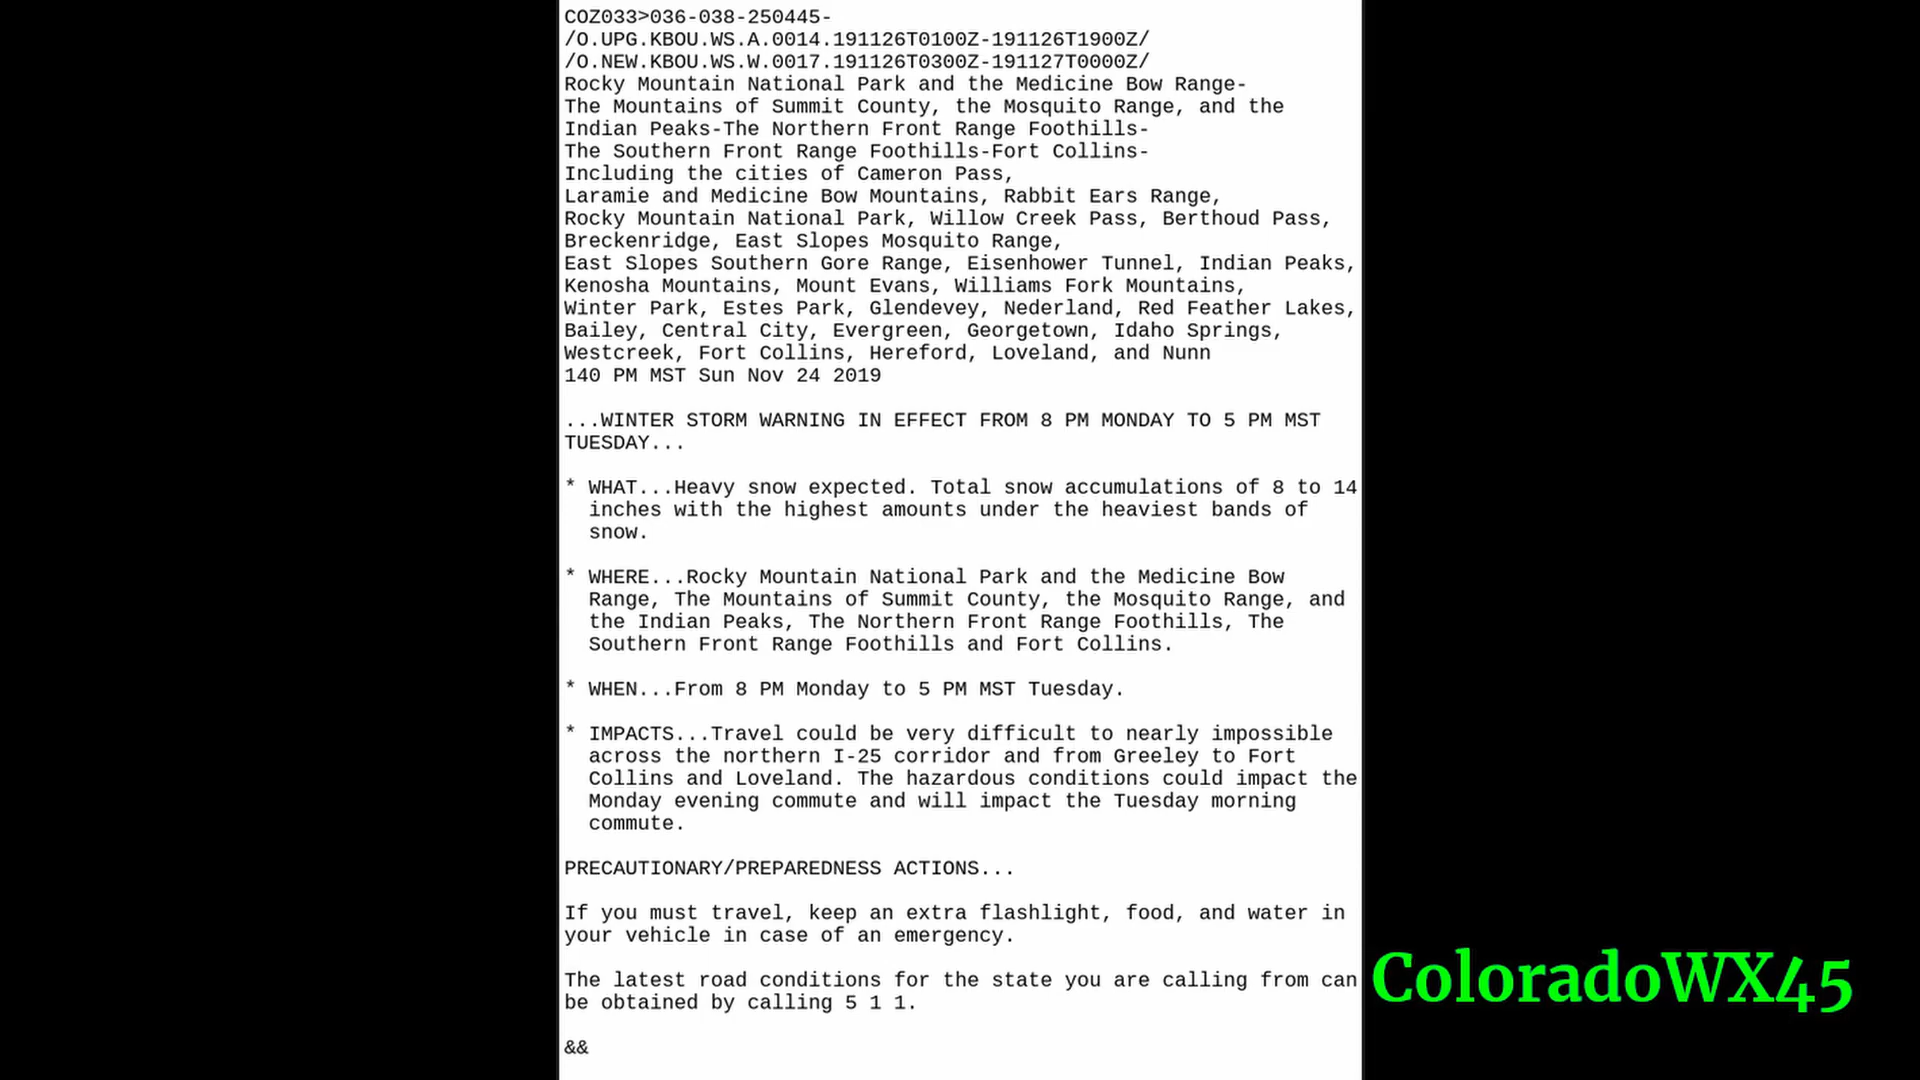 COZ033>036-038-250445-
/O.UPG.KBOU.WS.A.0014.191126T0100Z-191126T1900Z/
/O.NEW.KBOU.WS.W.0017.191126T0300Z-191127T0000Z/
Rocky Mountain National Park and the Medicine Bow Range-
The Mountains of Summit County, the Mosquito Range, and the
Indian Peaks-The Northern Front Range Foothills-
The Southern Front Range Foothills-Fort Collins-
Including the cities of Cameron Pass,
Laramie and Medicine Bow Mountains, Rabbit Ears Range,
Rocky Mountain National Park, Willow Creek Pass, Berthoud Pass,
Breckenridge, East Slopes Mosquito Range,
East Slopes Southern Gore Range, Eisenhower Tunnel, Indian Peaks,
Kenosha Mountains, Mount Evans, Williams Fork Mountains,
Winter Park, Estes Park, Glendevey, Nederland, Red Feather Lakes,
Bailey, Central City, Evergreen, Georgetown, Idaho Springs,
Westcreek, Fort Collins, Hereford, Loveland, and Nunn
140 PM MST Sun Nov 24 2019
...WINTER STORM WARNING IN EFFECT FROM 8 PM MONDAY TO 5 PM MST
TUESDAY...
* WHAT...Heavy snow expected. Total snow accumulations of 8 to 14
inches with the highest amounts under the heaviest bands of
snow.
* WHERE...Rocky Mountain National Park and the Medicine Bow
Range, The Mountains of Summit County, the Mosquito Range, and
the Indian Peaks, The Northern Front Range Foothills, The
Southern Front Range Foothills and Fort Collins.
* WHEN...From 8 PM Monday to 5 PM MST Tuesday.
* IMPACTS...Travel could be very difficult to nearly impossible
across the northern I-25 corridor and from Greeley to Fort
Collins and Loveland. The hazardous conditions could impact the
Monday evening commute and will impact the Tuesday morning
commute.
PRECAUTIONARY/PREPAREDNESS ACTIONS...
If you must travel, keep an extra flashlight, food, and water in
your vehicle in case of an emergency.
The latest road conditions for the state you are calling from can
be obtained by calling 5 1 1.
&&
ColoradoWX45